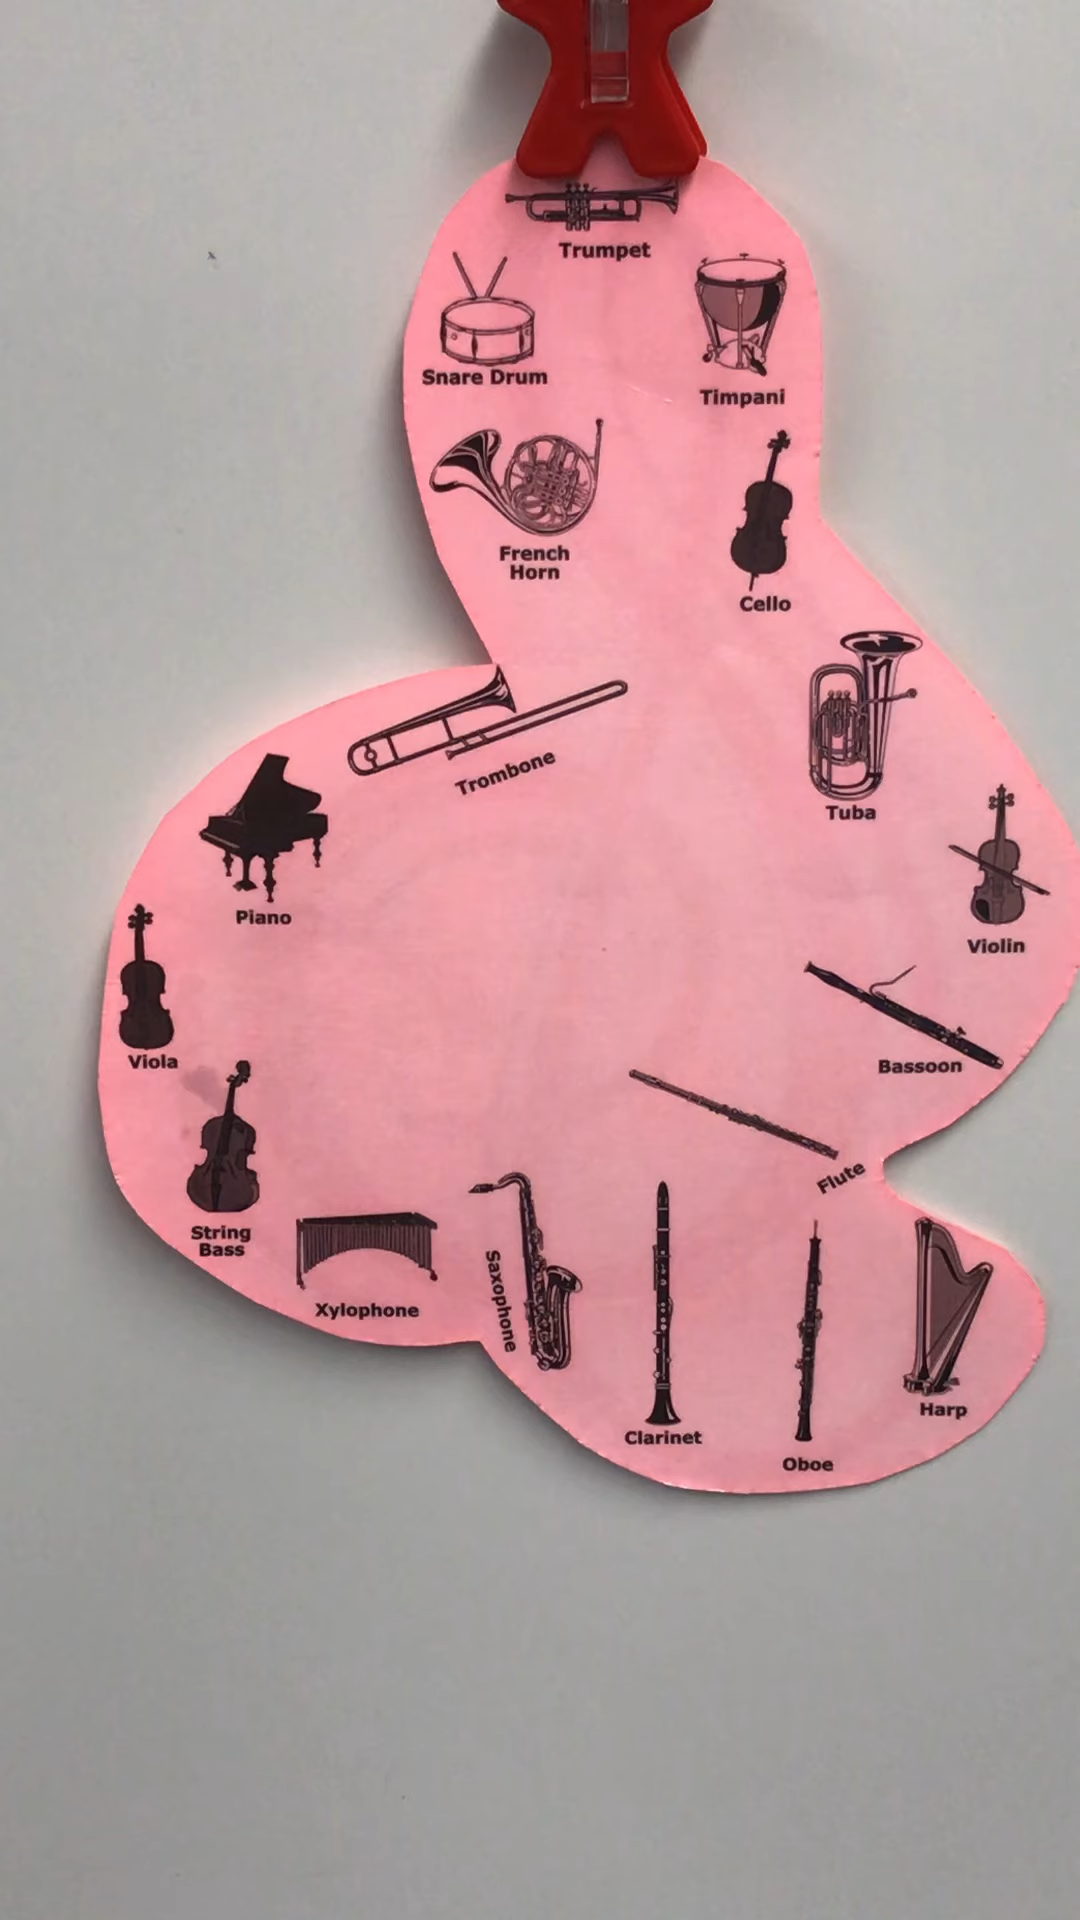 Trumpet
Snare Drum
Timpani
French
Horn
Cello
Trombone
Tuba
Piano
Violin
Viola
Bassoon
Flute
String
Bass
Xylophone
Saxophone
Clarinet
Oboe
Harp